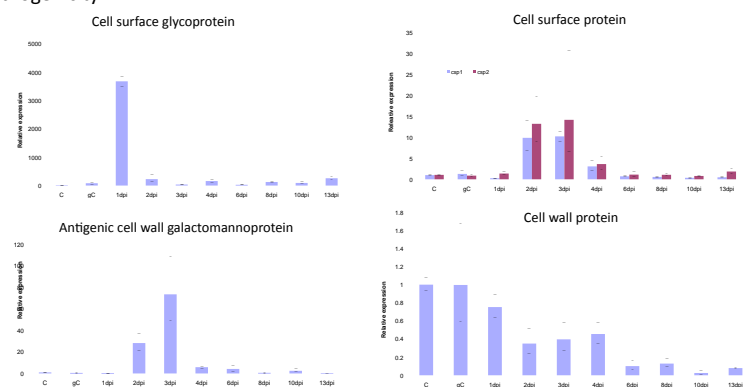 Cell surface glycoprotein
Relative expression
5000
4000
3000
2000
1000
0
C gC 1dpi 2dpi 3dpi 4dpi 6dpi 8dpi 10dpi 13dpi
Cell surface protein
Releative expression
35
30
25
20
15
10
5
0
csp1 csp2
C gC 1dpi 2dpi 3dpi 4dpi 6dpi 8dpi 10dpi 13dpi
Antigenic cell wall galactomannoprotein
Relative expression
120
100
80
60
40
20
0
C gC 1dpi 2dpi 3dpi 4dpi 6dpi 8dpi 10dpi 13dpi
Cell wall protein
Relative expression
1.8
1.6
1.4
1.2
1
0.8
0.6
0.4
0.2
0
C gC 1dpi 2dpi 3dpi 4dpi 6dpi 8dpi 10dpi 13dpi